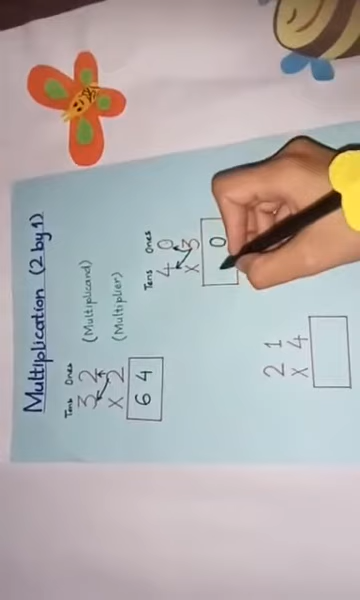 Multiplication (2 by 1)
Tens Ones
3 2 (Multiplicand)
X 2 (Multiplier)
6 4
Tens Ones
4 0
X 3
0
2 1
X 4